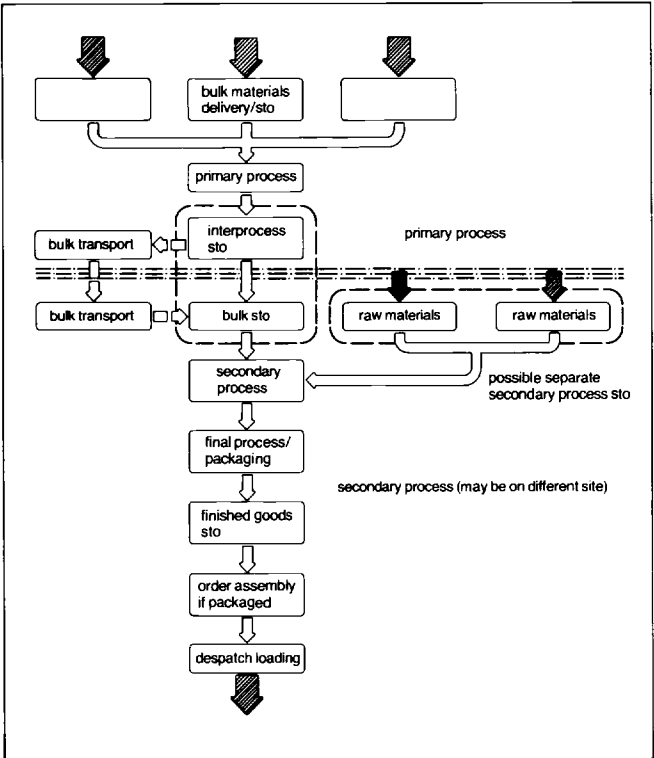 bulk materials
delivery/sto
primary process
interprocess
sto
primary process
bulk transport
bulk transport
bulk sto
raw materials
raw materials
secondary
process
possible separate
secondary process sto
final process/
packaging
secondary process (may be on different site)
finished goods
sto
order assembly
if packaged
despatch loading